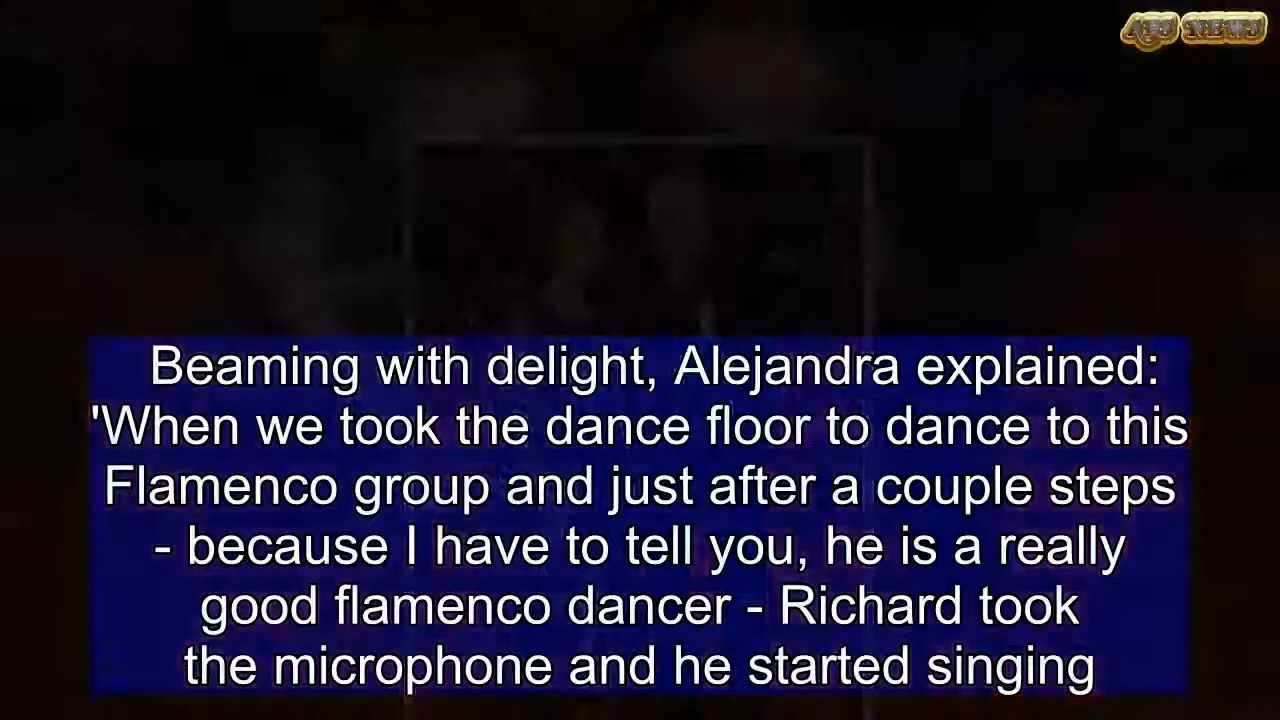 APS NEWS
Beaming with delight, Alejandra explained:
'When we took the dance floor to dance to this
Flamenco group and just after a couple steps
- because I have to tell you, he is a really
good flamenco dancer - Richard took
the microphone and he started singing